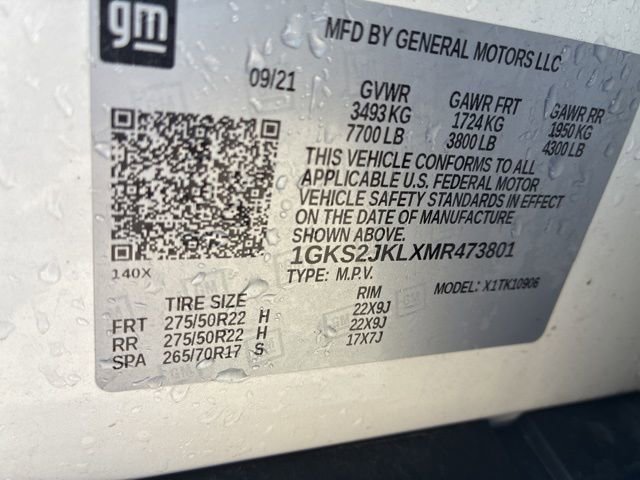 gm
MFD BY GENERAL MOTORS LLC
09/21
GVWR GAWR FRT GAWR RR
3493 KG 1724 KG 1950 KG
7700 LB 3800 LB 4300 LB
THIS VEHICLE CONFORMS TO ALL
APPLICABLE U.S. FEDERAL MOTOR
VEHICLE SAFETY STANDARDS IN EFFECT
ON THE DATE OF MANUFACTURE
SHOWN ABOVE.
1GKS2JKLXMR473801
140X
TYPE: M.P.V.
MODEL: X1TK10906
TIRE SIZE RIM
FRT 275/50R22 H 22X9J
RR 275/50R22 H 22X9J
SPA 265/70R17 S 17X7J